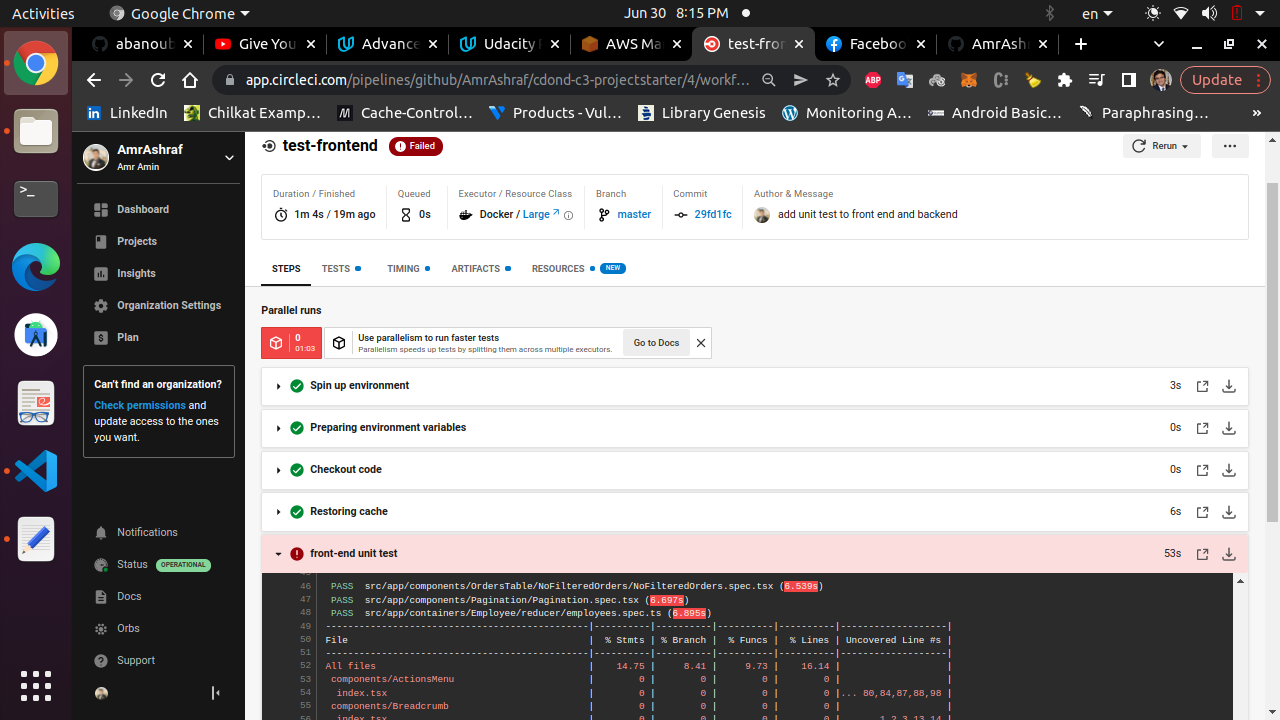 Activities Google Chrome Jun 30 8:15 PM en
abanoub Give You Advance Udacity AWS Ma test-fron Faceboo AmrAshr
app.circleci.com/pipelines/github/AmrAshraf/cdond-c3-projectstarter/4/workf… ABP Update
LinkedIn Chilkat Examp… Cache-Control… Products - Vul… Library Genesis Monitoring A… Android Basic… Paraphrasing… »
AmrAshraf
Amr Amin
Dashboard
Projects
Insights
Organization Settings
Plan
Can't find an organization?
Check permissions and
update access to the ones
you want.
Notifications
Status OPERATIONAL
Docs
Orbs
Support
test-frontend Failed Rerun
Duration / Finished Queued Executor / Resource Class Branch Commit Author & Message
1m 4s / 19m ago 0s Docker / Large master 29fd1fc add unit test to front end and backend
STEPS TESTS TIMING ARTIFACTS RESOURCES NEW
Parallel runs
0
01:03
Use parallelism to run faster tests
Parallelism speeds up tests by splitting them across multiple executors.
Go to Docs
Spin up environment 3s
Preparing environment variables 0s
Checkout code 0s
Restoring cache 6s
front-end unit test 53s
46 PASS src/app/components/OrdersTable/NoFilteredOrders/NoFilteredOrders.spec.tsx (6.539s)
47 PASS src/app/components/Pagination/Pagination.spec.tsx (6.697s)
48 PASS src/app/containers/Employee/reducer/employees.spec.ts (6.895s)
49 -----------------------------------------------|----------|----------|----------|----------|-------------------|
50 File | % Stmts | % Branch | % Funcs | % Lines | Uncovered Line #s |
51 -----------------------------------------------|----------|----------|----------|----------|-------------------|
52 All files | 14.75 | 8.41 | 9.73 | 16.14 | |
53 components/ActionsMenu | 0 | 0 | 0 | 0 | |
54 index.tsx | 0 | 0 | 0 | 0 |... 80,84,87,88,98 |
55 components/Breadcrumb | 0 | 0 | 0 | 0 | |
56 index.tsx | 0 | 0 | 0 | 0 | 1,2,3,13,14 |